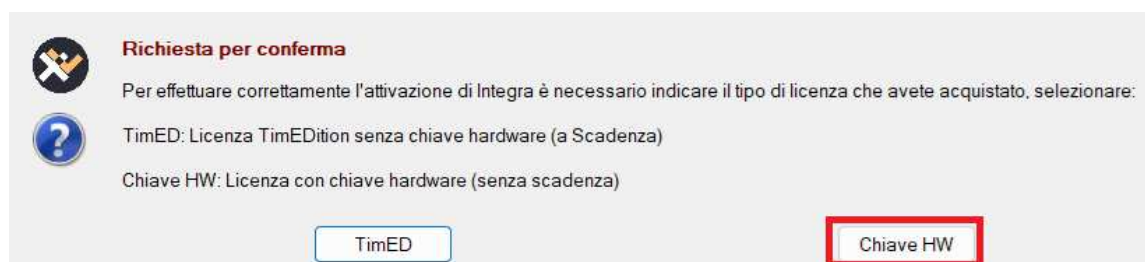 Richiesta per conferma
Per effettuare correttamente l'attivazione di Integra è necessario indicare il tipo di licenza che avete acquistato, selezionare:
TimED: Licenza TimEDition senza chiave hardware (a Scadenza)
Chiave HW: Licenza con chiave hardware (senza scadenza)
TimED Chiave HW